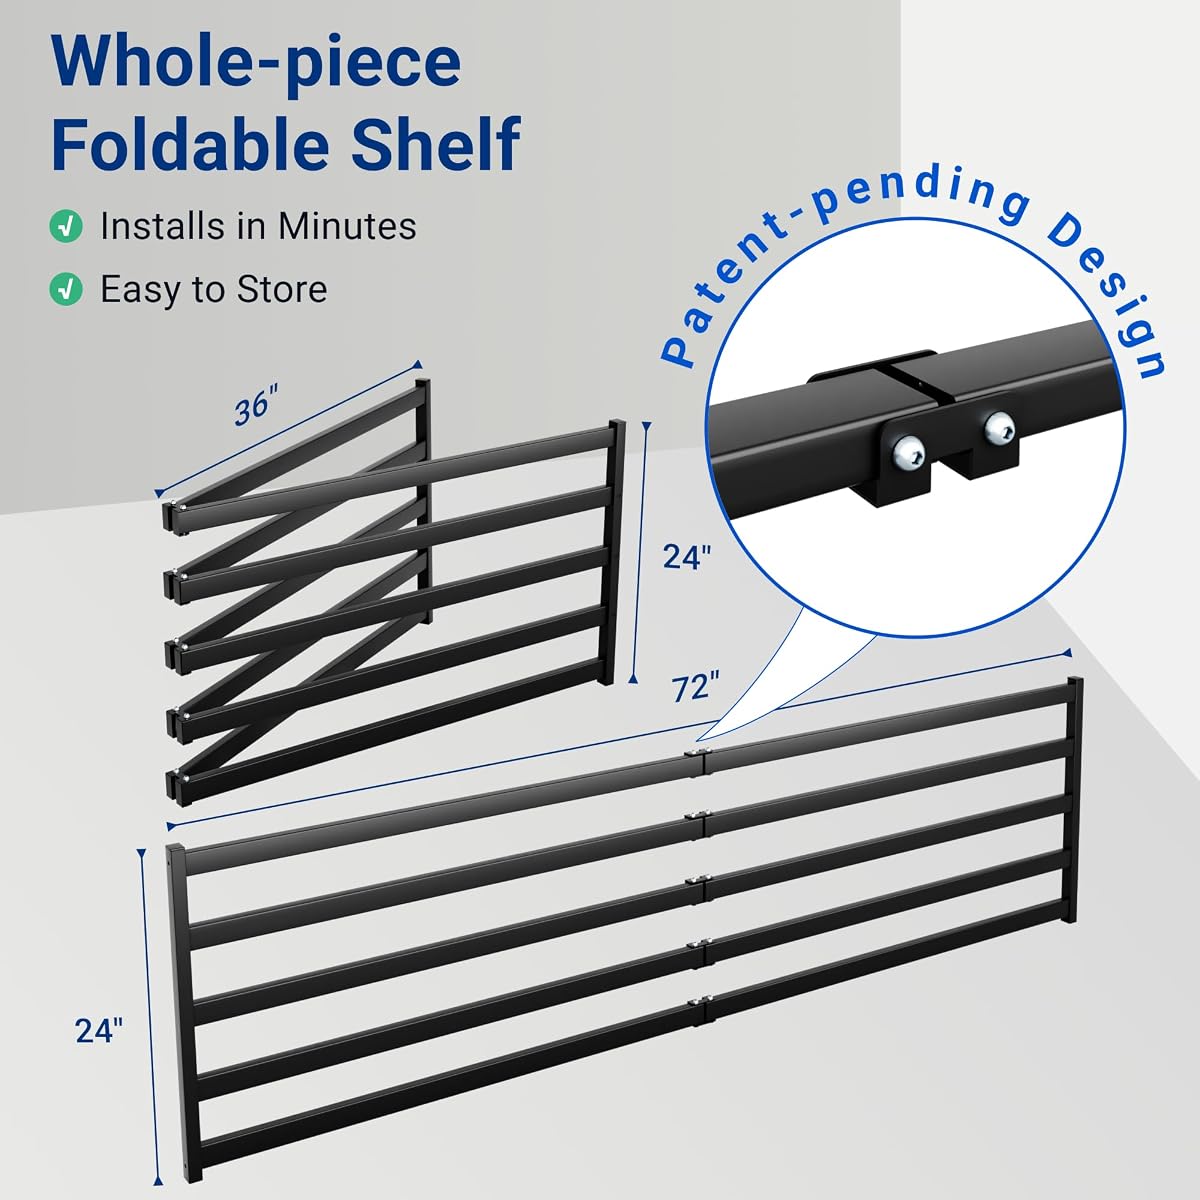 Whole-piece
Foldable Shelf
Installs in Minutes
Easy to Store
Patent-pending Design
36"
24"
72"
24"